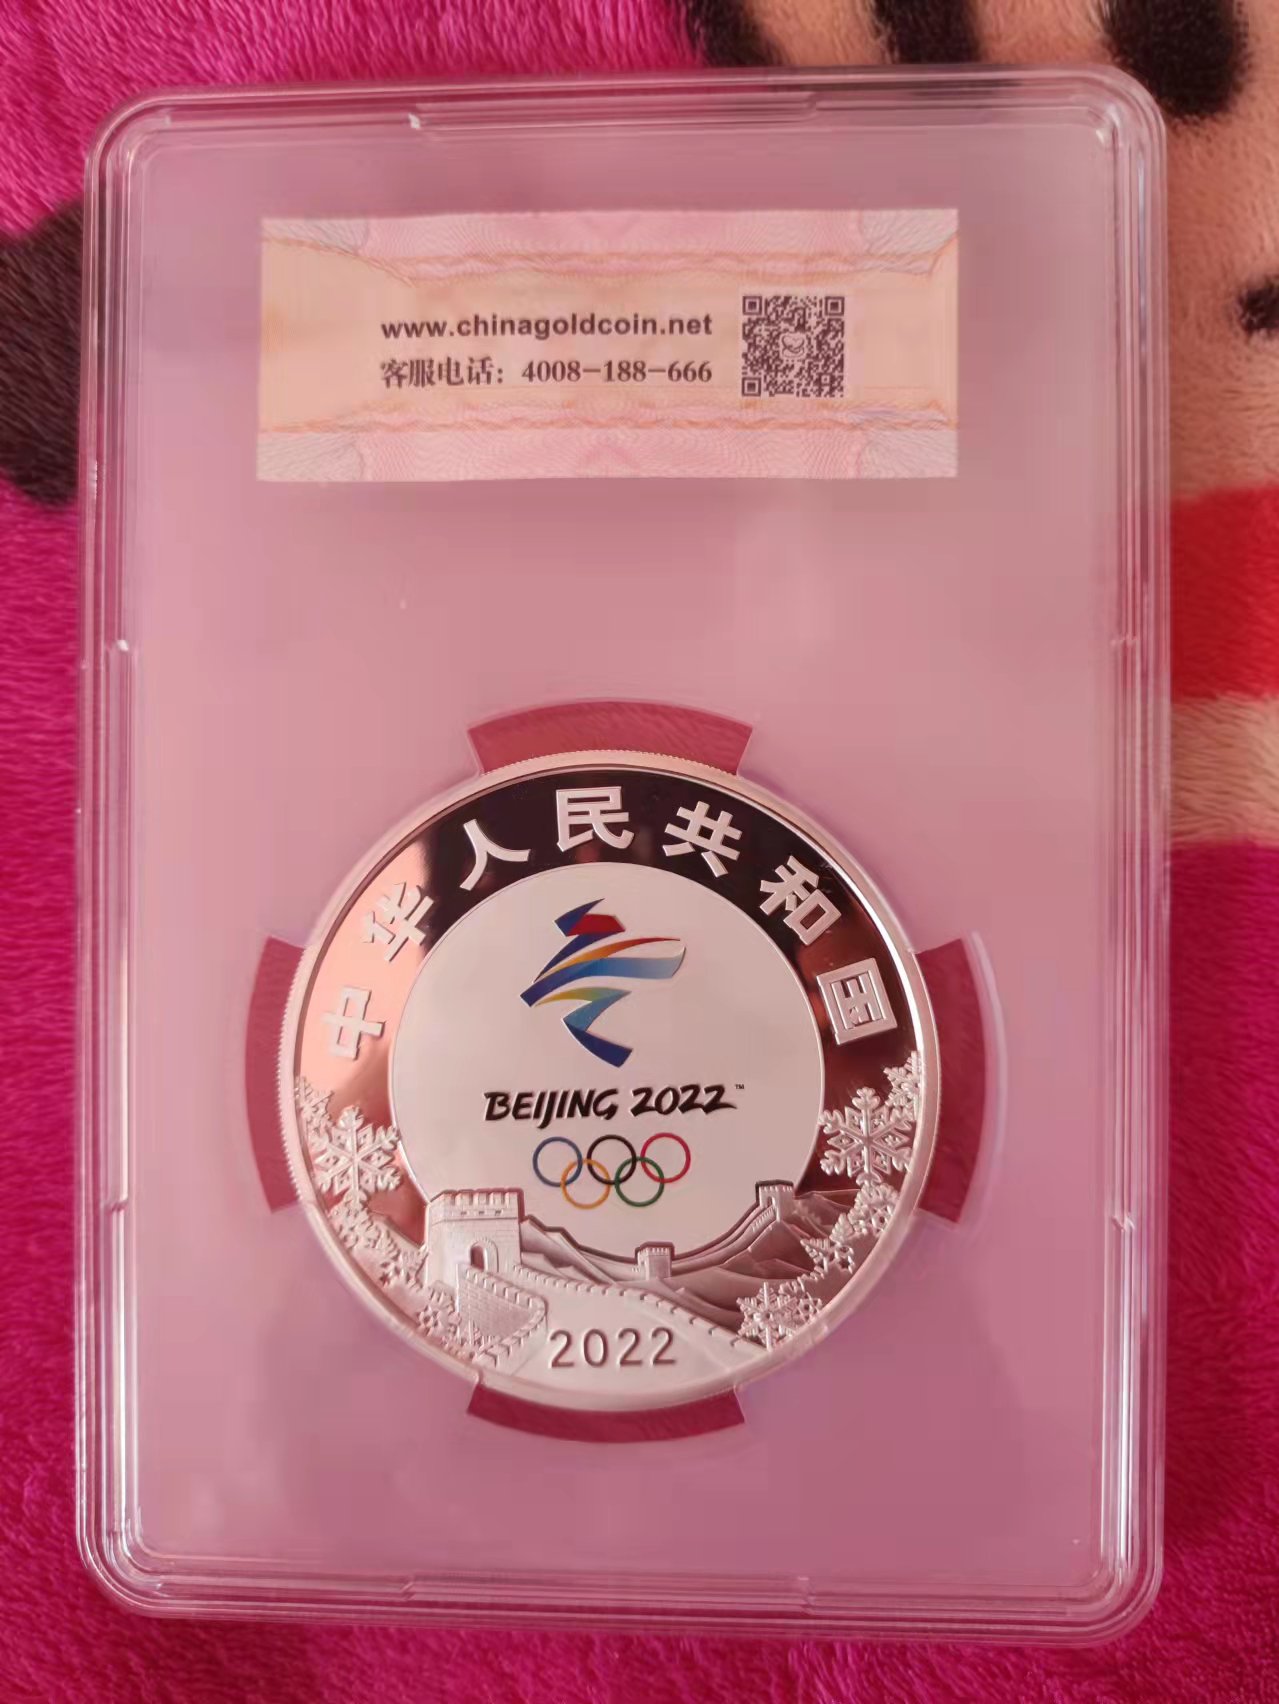 www.chinagoldcoin.net
客服电话：4008-188-666
中华人民共和国
BEIJING 2022™
2022